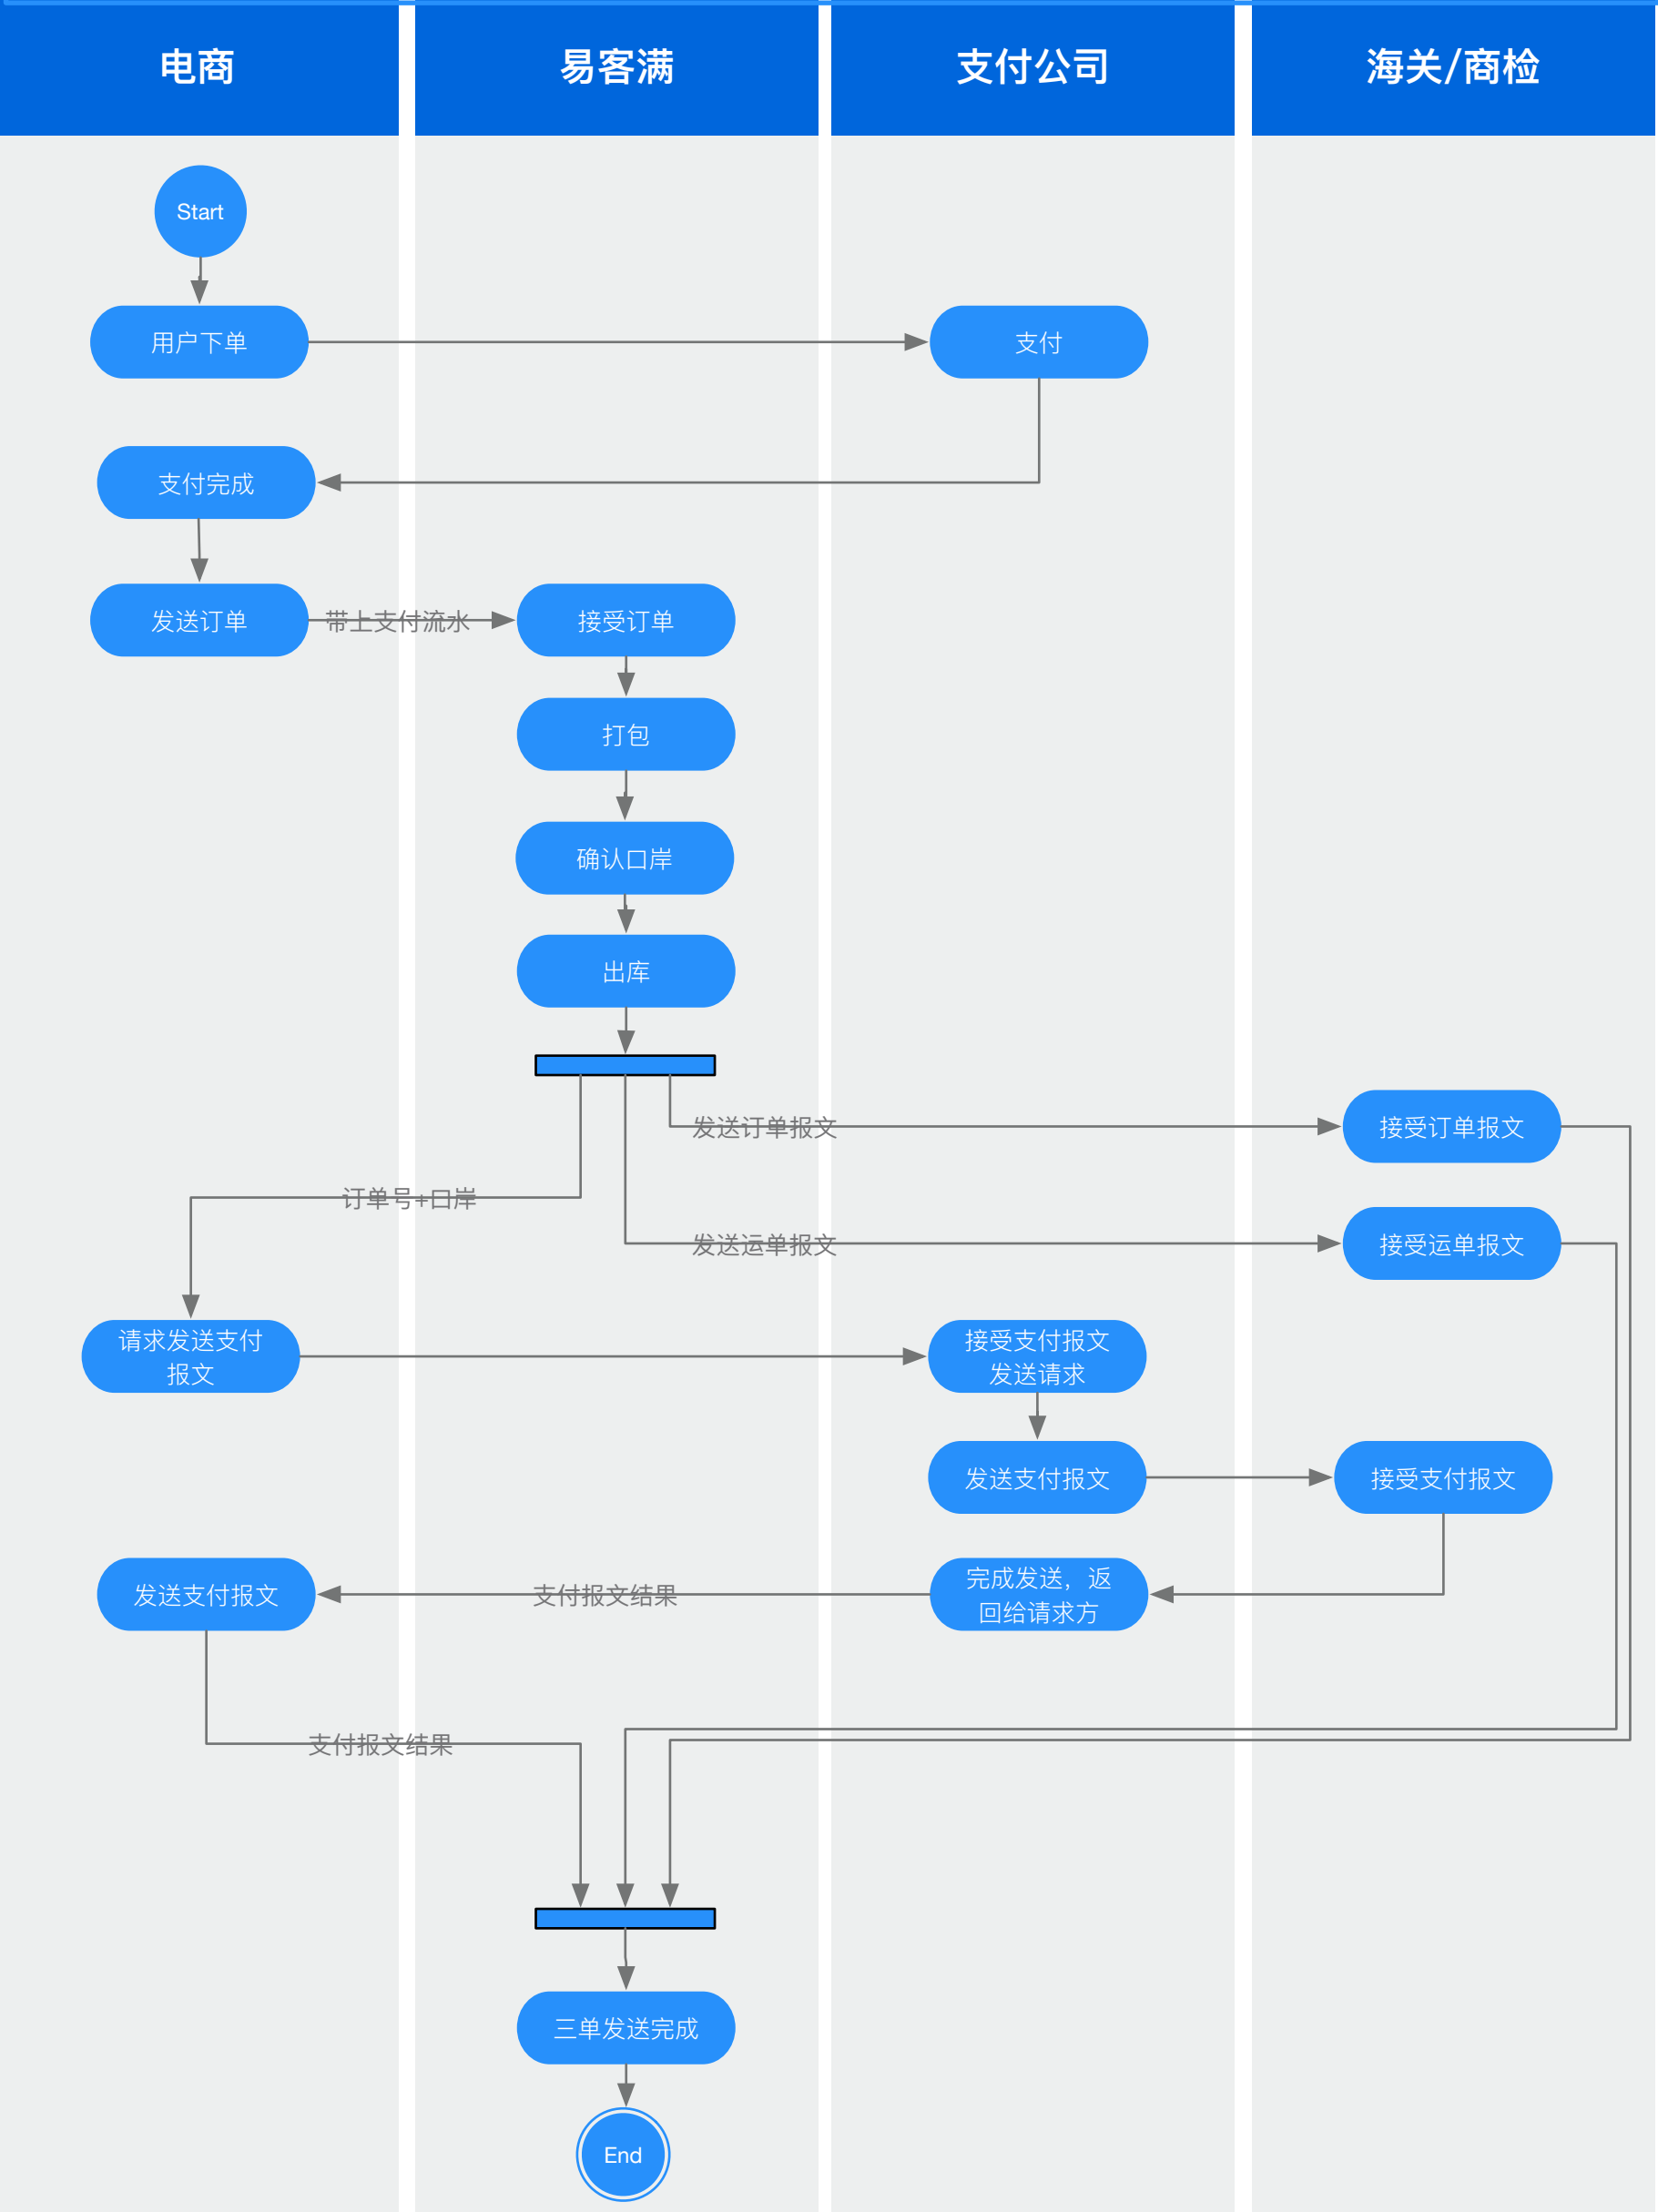 电商
易客满
支付公司
海关/商检
Start
用户下单
支付
支付完成
发送订单
带上支付流水
接受订单
打包
确认口岸
出库
发送订单报文
接受订单报文
订单号+口岸
发送运单报文
接受运单报文
请求发送支付
报文
接受支付报文
发送请求
发送支付报文
接受支付报文
发送支付报文
支付报文结果
完成发送，返
回给请求方
支付报文结果
三单发送完成
End